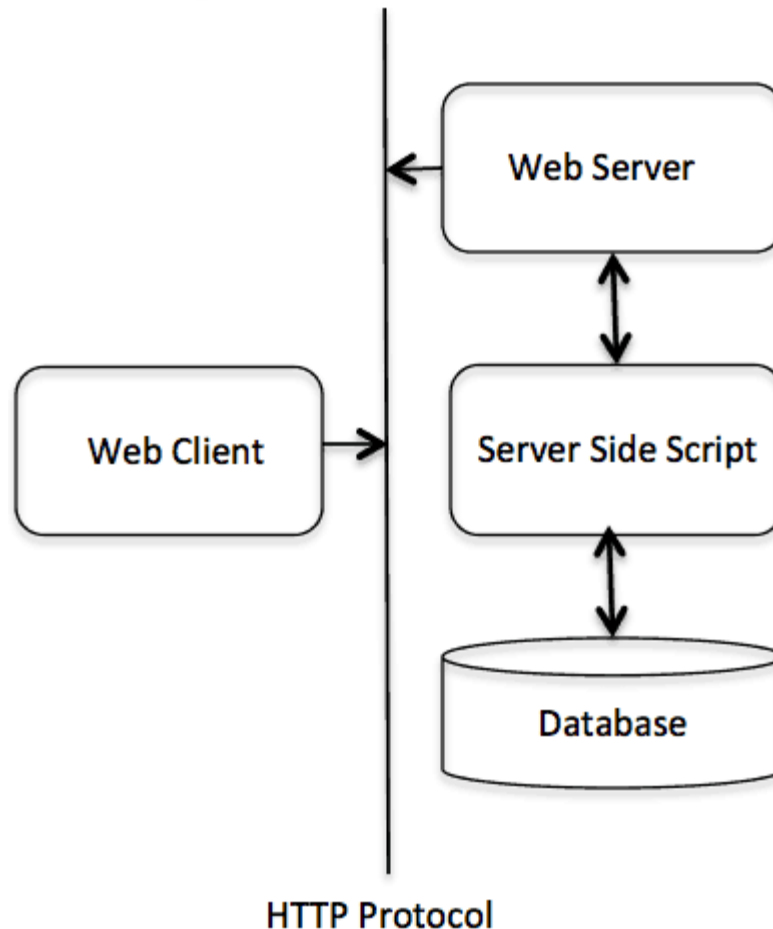 Web Server
Web Client
Server Side Script
Database
HTTP Protocol